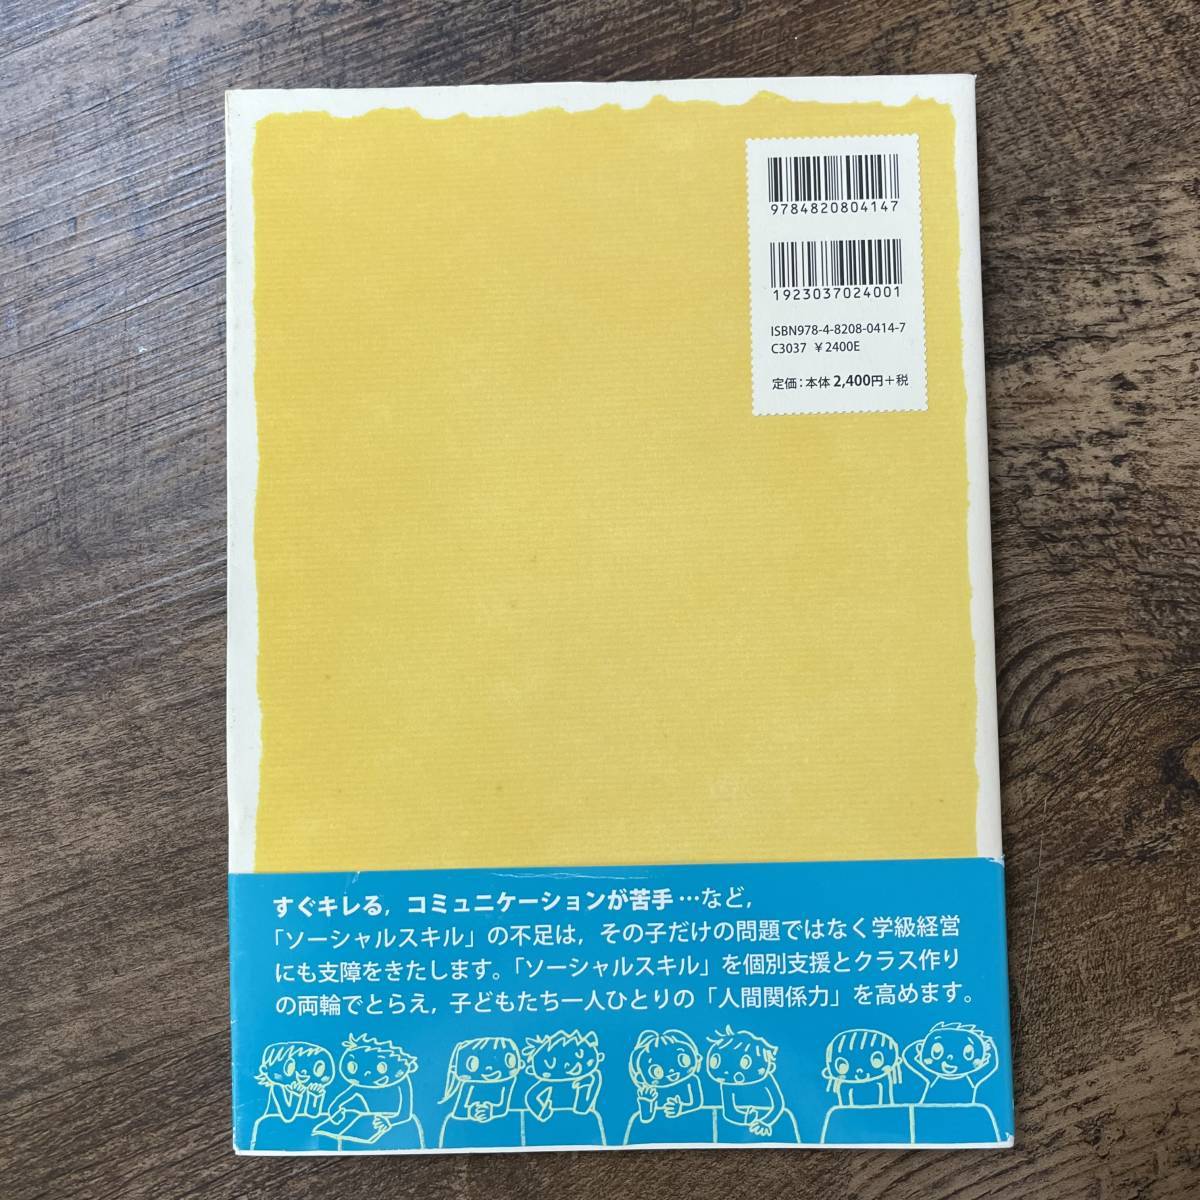 9784820804147
1923037024001
ISBN978-4-8208-0414-7
C3037 ¥2400E
定価：本体 2,400円＋税
すぐキレる，コミュニケーションが苦手…など，
「ソーシャルスキル」の不足は，その子だけの問題ではなく学級経営
にも支障をきたします。「ソーシャルスキル」を個別支援とクラス作り
の両輪でとらえ，子どもたち一人ひとりの「人間関係力」を高めます。